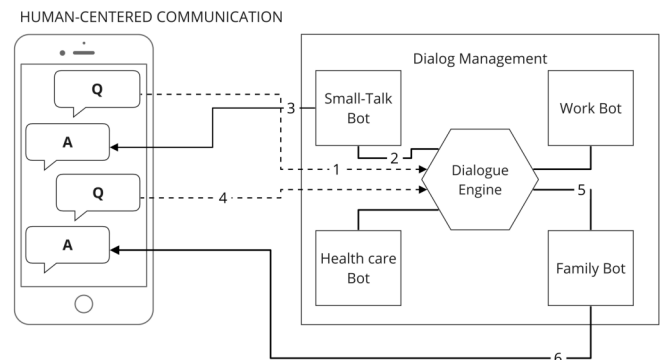 HUMAN-CENTERED COMMUNICATION
Dialog Management
Q
A
Q
A
3
Small-Talk
Bot
Work Bot
2
1
Dialogue
Engine
4
5
Health care
Bot
Family Bot
6